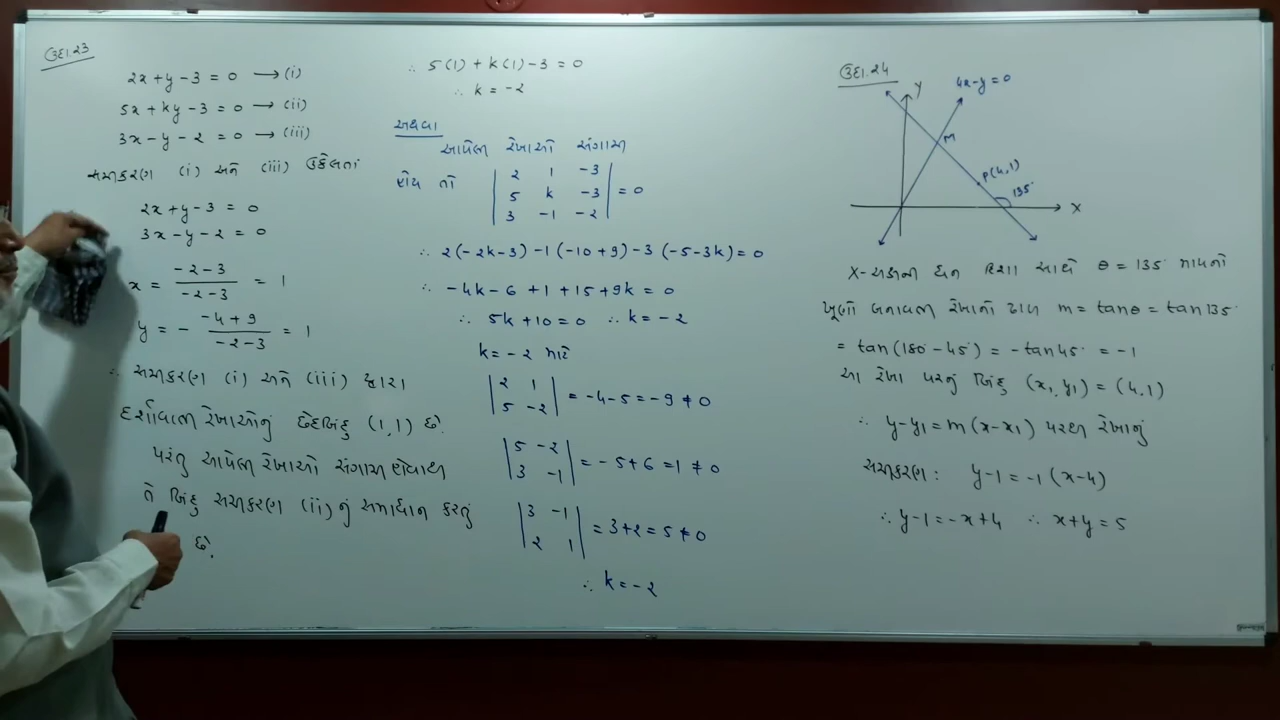 ઉદા.23
2x+y-3=0 ⟶(i)
5x+ky-3=0 ⟶(ii)
3x-y-2=0 ⟶(iii)
સમીકરણ (i) અને (iii) ઉકેલતાં
2x+y-3=0
3x-y-2=0
x = \frac{-2-3}{-2-3} = 1
y = - \frac{-4+9}{-2-3} = 1
∴ સમીકરણ (i) અને (iii) દ્વારા
દર્શાવાતી રેખાઓનું છેદબિંદુ (1,1) છે.
પરંતુ આપેલ રેખાઓ સંગામી હોવાથી
તે બિંદુ સમીકરણ (ii) નું સમાધાન કરતું
છે.
∴ 5(1)+k(1)-3=0
∴ k=-2
અથવા
આપેલી રેખાઓ સંગામી
હોય તો
| 2 1 -3 |
| 5 k -3 | =0
| 3 -1 -2 |
∴ 2(-2k-3)-1(-10+9)-3(-5-3k)=0
∴ -4k-6+1+15+9k=0
∴ 5k+10=0 ∴ k=-2
k=-2 માટે
| 2 1 |
| 5 -2 | =-4-5=-9≠0
| 5 -2 |
| 3 -1 | =-5+6=1≠0
| 3 -1 |
| 2 1 | =3+2=5≠0
∴ k=-2
ઉદા.24
Y
4x-y=0
M
P(4,1)
135°
X
X-અક્ષની ધન દિશા સાથે θ=135° માપનો
ખૂણો બનાવતી રેખાનો ઢાળ m=tanθ=tan135°
=tan(180°-45°)=-tan45°=-1
આ રેખા પરનું બિંદુ (x₁,y₁)=(4,1)
∴ y-y₁=m(x-x₁) પરથી રેખાનું
સમીકરણ: y-1=-1(x-4)
∴ y-1=-x+4 ∴ x+y=5